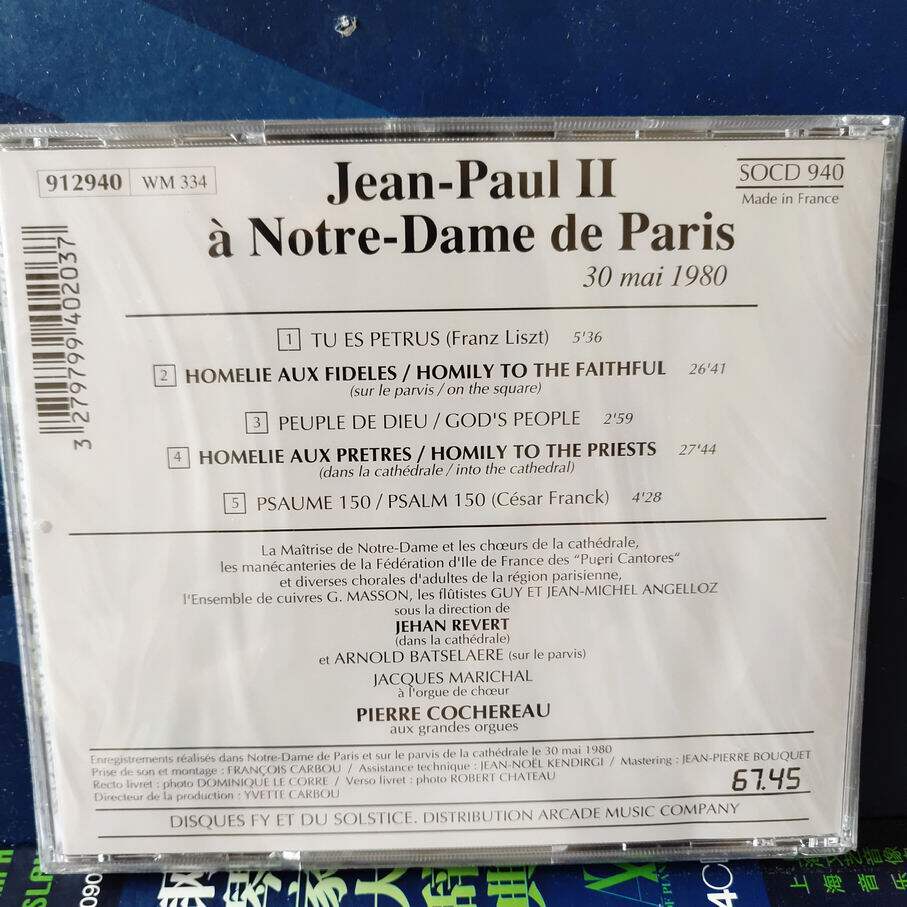 912940 WM 334
Jean-Paul II
à Notre-Dame de Paris
30 mai 1980
SOCD 940
Made in France
3 279799 402037
1 TU ES PETRUS (Franz Liszt) 5'36
2 HOMELIE AUX FIDELES / HOMILY TO THE FAITHFUL 26'41
(sur le parvis / on the square)
3 PEUPLE DE DIEU / GOD'S PEOPLE 2'59
4 HOMELIE AUX PRETRES / HOMILY TO THE PRIESTS 27'44
(dans la cathédrale / into the cathedral)
5 PSAUME 150 / PSALM 150 (César Franck) 4'28
La Maîtrise de Notre-Dame et les chœurs de la cathédrale,
les manécanteries de la Fédération d'Ile de France des "Pueri Cantores"
et diverses chorales d'adultes de la région parisienne,
l'Ensemble de cuivres G. MASSON, les flûtistes GUY ET JEAN-MICHEL ANGELLOZ
sous la direction de
JEHAN REVERT
(dans la cathédrale)
et ARNOLD BATSELAERE (sur le parvis)
JACQUES MARICHAL
à l'orgue de chœur
PIERRE COCHEREAU
aux grandes orgues
Enregistrements réalisés dans Notre-Dame de Paris et sur le parvis de la cathédrale le 30 mai 1980
Prise de son et montage : FRANÇOIS CARBOU / Assistance technique : JEAN-NOËL KENDIRGI / Mastering : JEAN-PIERRE BOUQUET
Recto livret : photo DOMINIQUE LE CORRE / Verso livret : photo ROBERT CHATEAU
Directeur de la production : YVETTE CARBOU
67.45
DISQUES FY ET DU SOLSTICE. DISTRIBUTION ARCADE MUSIC COMPANY